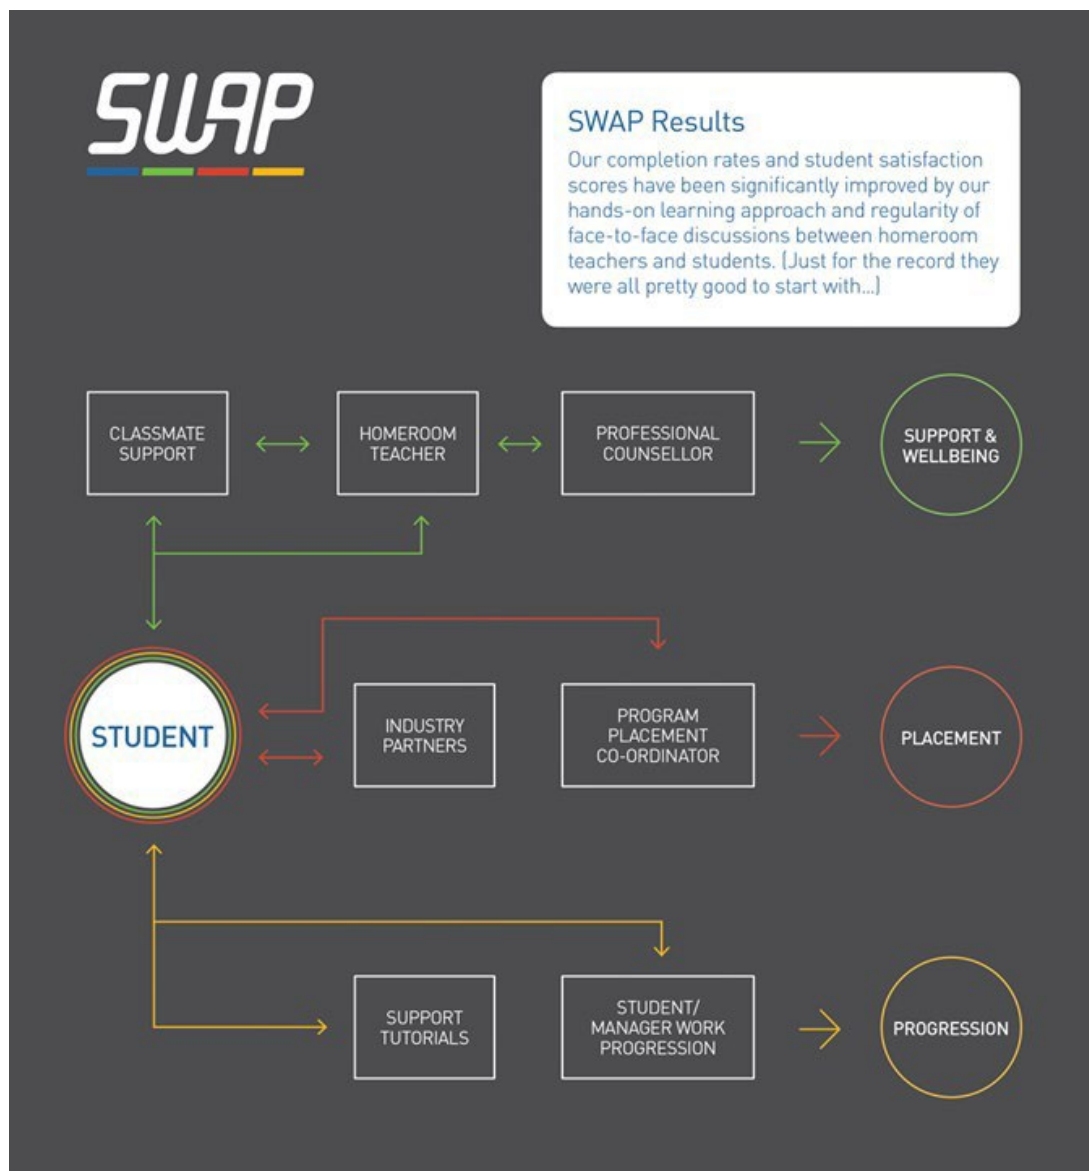 SWAP
SWAP Results
Our completion rates and student satisfaction
scores have been significantly improved by our
hands-on learning approach and regularity of
face-to-face discussions between homeroom
teachers and students. (Just for the record they
were all pretty good to start with...)
CLASSMATE
SUPPORT
HOMEROOM
TEACHER
PROFESSIONAL
COUNSELLOR
SUPPORT &
WELLBEING
STUDENT
INDUSTRY
PARTNERS
PROGRAM
PLACEMENT
CO-ORDINATOR
PLACEMENT
SUPPORT
TUTORIALS
STUDENT/
MANAGER WORK
PROGRESSION
PROGRESSION